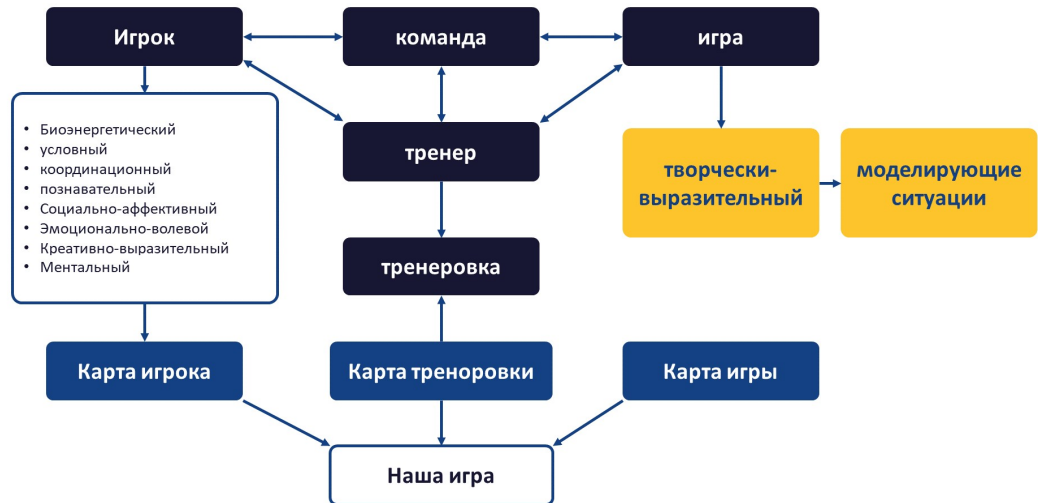 Игрок
команда
игра
• Биоэнергетический
• условный
• координационный
• познавательный
• Социально-аффективный
• Эмоционально-волевой
• Креативно-выразительный
• Ментальный
тренер
творчески-
выразительный
моделирующие
ситуации
тренеровка
Карта игрока
Карта треноровки
Карта игры
Наша игра